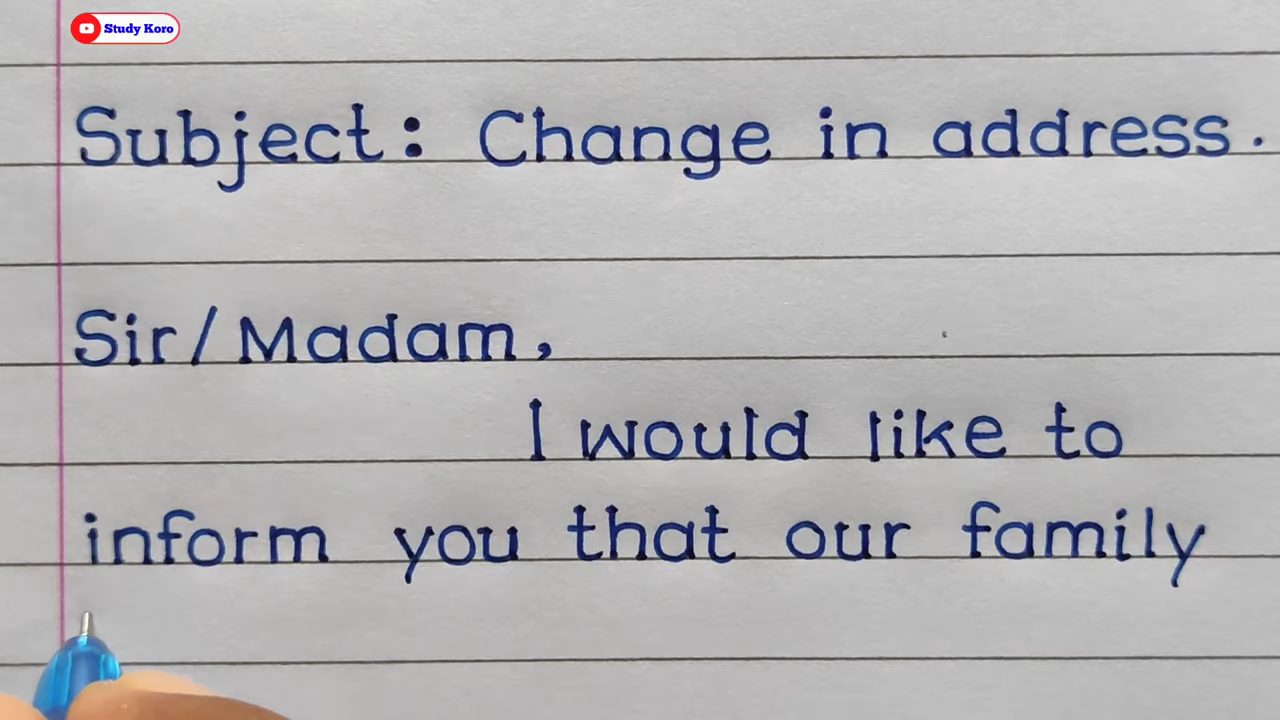 Study Koro
Subject: Change in address.
Sir/Madam,
I would like to
inform you that our family